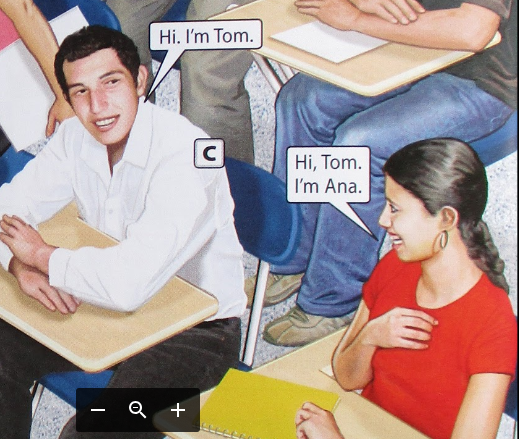 Hi. I'm Tom.
C
Hi, Tom.
I'm Ana.